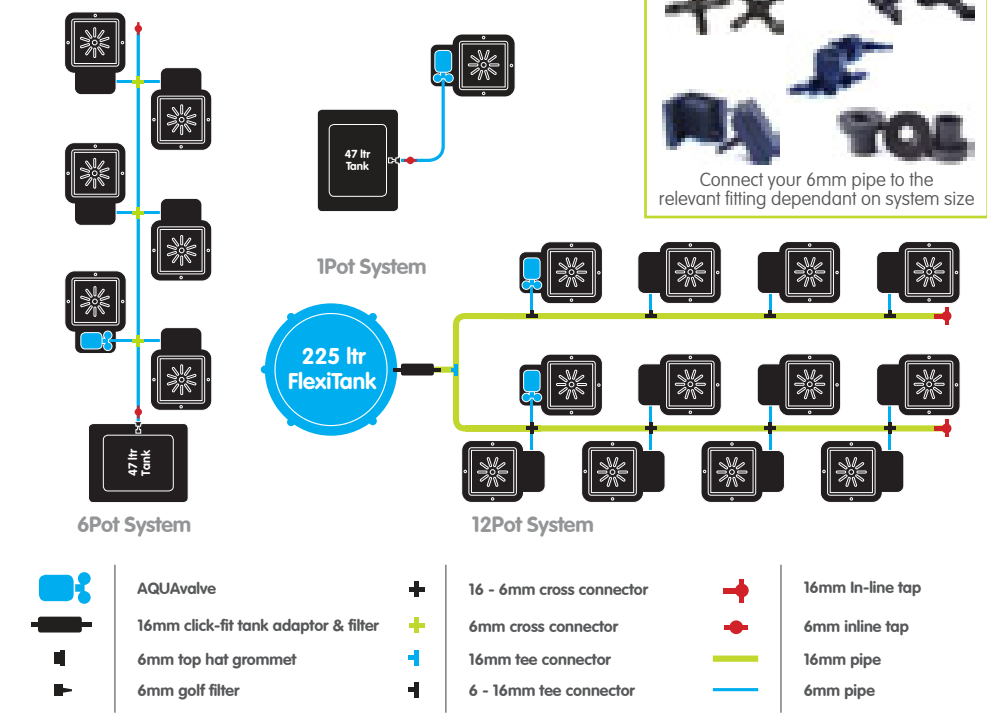 Connect your 6mm pipe to the
relevant fitting dependant on system size
47 ltr
Tank
1Pot System
225 ltr
FlexiTank
47 ltr
Tank
6Pot System
12Pot System
AQUAvalve
16mm click-fit tank adaptor & filter
6mm top hat grommet
6mm golf filter
16 - 6mm cross connector
6mm cross connector
16mm tee connector
6 - 16mm tee connector
16mm In-line tap
6mm inline tap
16mm pipe
6mm pipe